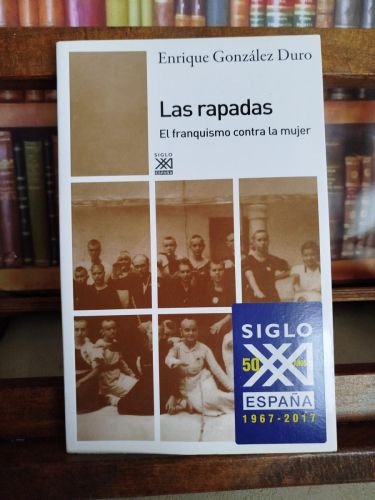 Enrique González Duro
Las rapadas
El franquismo contra la mujer
SIGLO
XXI
ESPAÑA
SIGLO
50 AÑOS
XXI
ESPAÑA
1967-2017